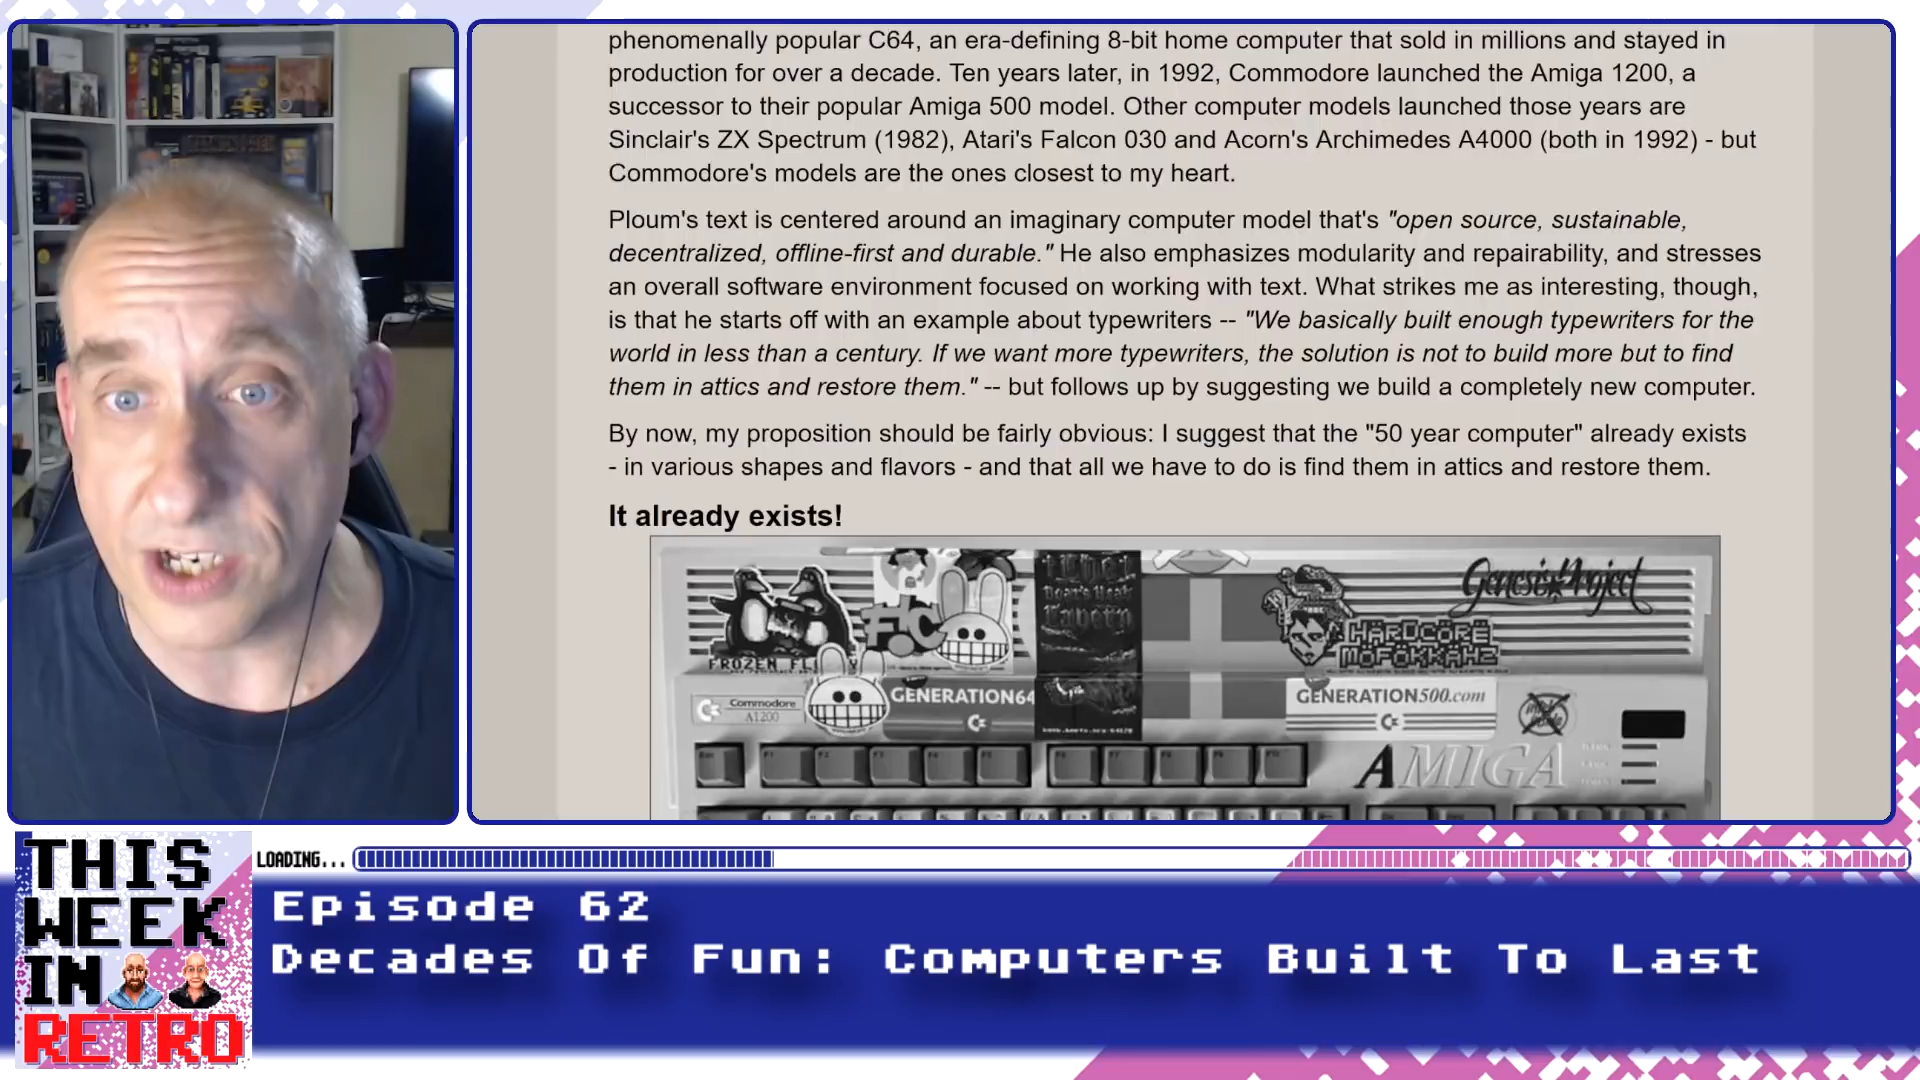 phenomenally popular C64, an era-defining 8-bit home computer that sold in millions and stayed in
production for over a decade. Ten years later, in 1992, Commodore launched the Amiga 1200, a
successor to their popular Amiga 500 model. Other computer models launched those years are
Sinclair's ZX Spectrum (1982), Atari's Falcon 030 and Acorn's Archimedes A4000 (both in 1992) - but
Commodore's models are the ones closest to my heart.
Ploum's text is centered around an imaginary computer model that's "open source, sustainable,
decentralized, offline-first and durable." He also emphasizes modularity and repairability, and stresses
an overall software environment focused on working with text. What strikes me as interesting, though,
is that he starts off with an example about typewriters -- "We basically built enough typewriters for the
world in less than a century. If we want more typewriters, the solution is not to build more but to find
them in attics and restore them." -- but follows up by suggesting we build a completely new computer.
By now, my proposition should be fairly obvious: I suggest that the "50 year computer" already exists
- in various shapes and flavors - and that all we have to do is find them in attics and restore them.
It already exists!
Genesis Project
HARDCORE
MÖFÖKKÄHZ
FROZEN
Commodore
A1200
GENERATION64
GENERATION500.com
AMIGA
LOADING...
THIS
WEEK
IN
RETRO
Episode 62
Decades Of Fun: Computers Built To Last